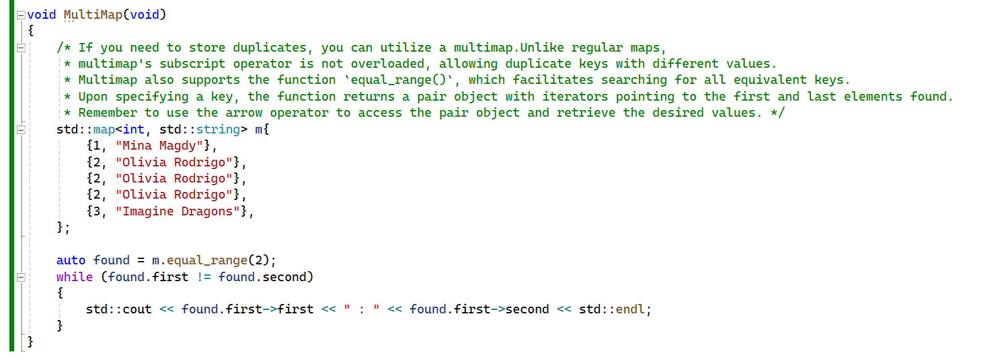 void MultiMap(void)
{
    /* If you need to store duplicates, you can utilize a multimap.Unlike regular maps,
     * multimap's subscript operator is not overloaded, allowing duplicate keys with different values.
     * Multimap also supports the function `equal_range()`, which facilitates searching for all equivalent keys.
     * Upon specifying a key, the function returns a pair object with iterators pointing to the first and last elements found.
     * Remember to use the arrow operator to access the pair object and retrieve the desired values. */
    std::map<int, std::string> m{
        {1, "Mina Magdy"},
        {2, "Olivia Rodrigo"},
        {2, "Olivia Rodrigo"},
        {2, "Olivia Rodrigo"},
        {3, "Imagine Dragons"},
    };

    auto found = m.equal_range(2);
    while (found.first != found.second)
    {
        std::cout << found.first->first << " : " << found.first->second << std::endl;
    }
}